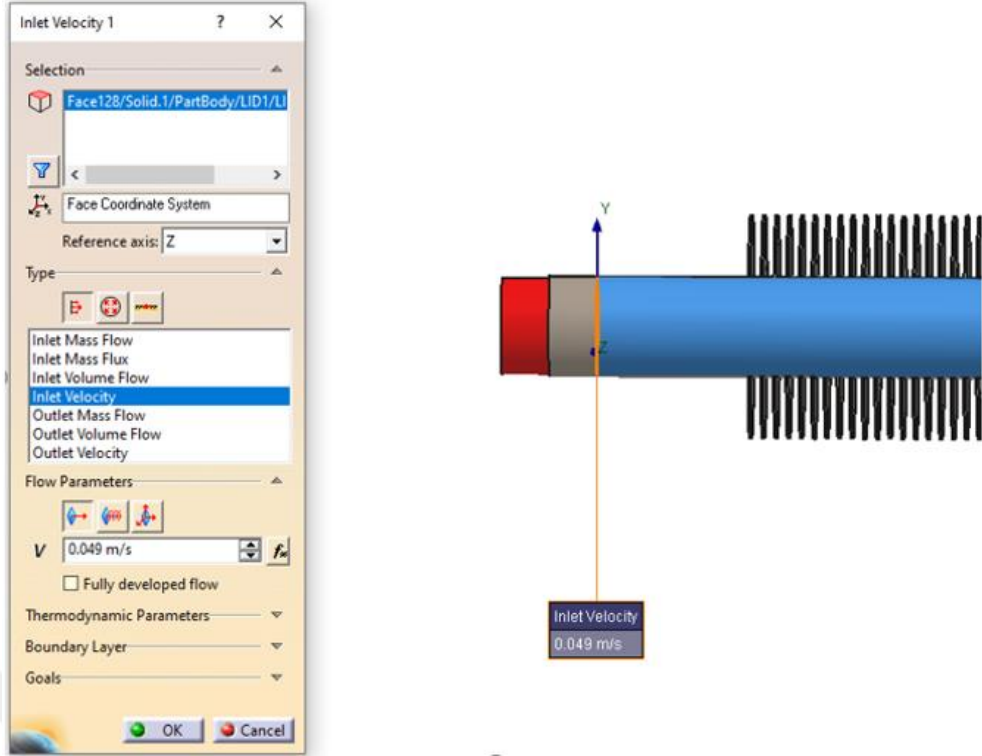 Inlet Velocity 1 ? ×
Selection
Face128/Solid.1/PartBody/LID1/LI
Face Coordinate System
Reference axis: Z
Type
Inlet Mass Flow
Inlet Mass Flux
Inlet Volume Flow
Inlet Velocity
Outlet Mass Flow
Outlet Volume Flow
Outlet Velocity
Flow Parameters
V 0.049 m/s
Fully developed flow
Thermodynamic Parameters
Boundary Layer
Goals
OK Cancel
Y
Z
Inlet Velocity
0.049 m/s